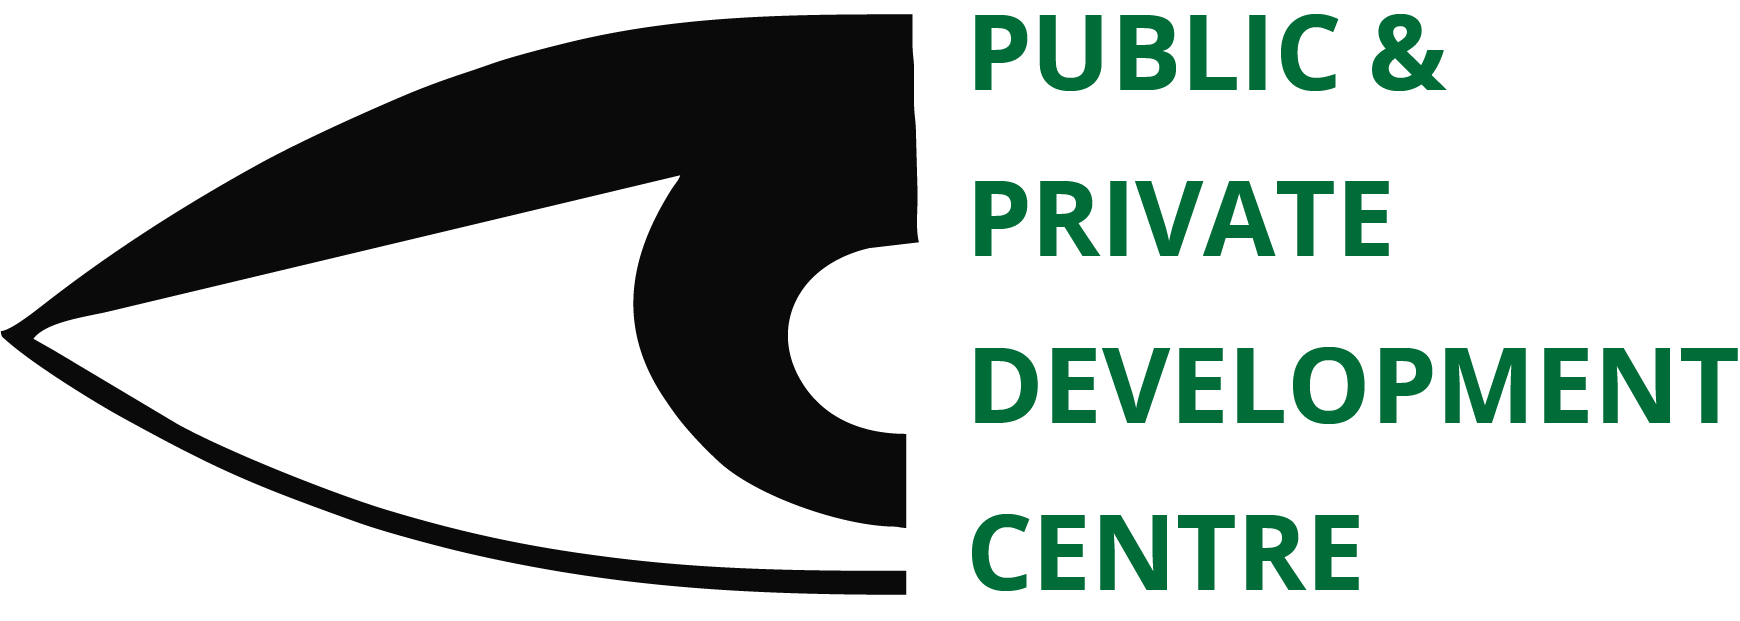 PUBLIC &
PRIVATE
DEVELOPMENT
CENTRE